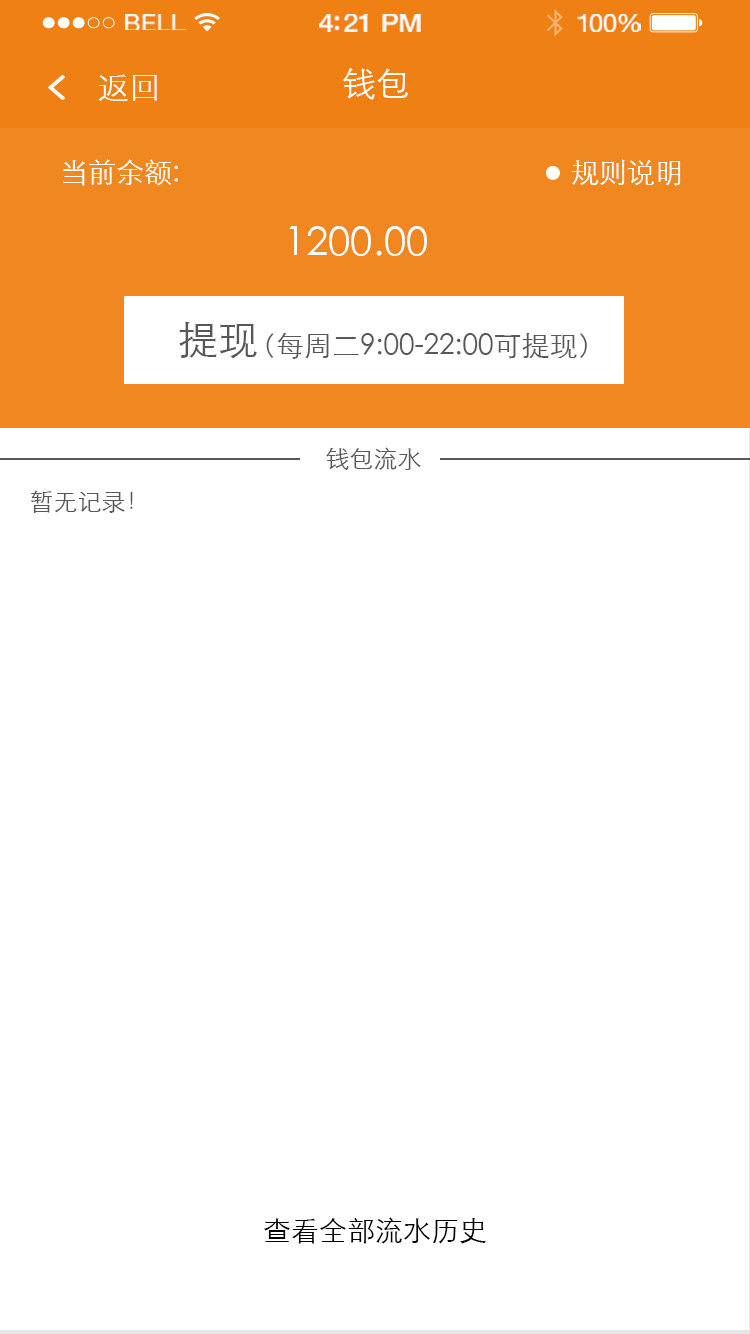 BELL 4:21 PM 100%
返回 钱包
当前余额: 规则说明
1200.00
提现(每周二9:00-22:00可提现)
钱包流水
暂无记录!
查看全部流水历史